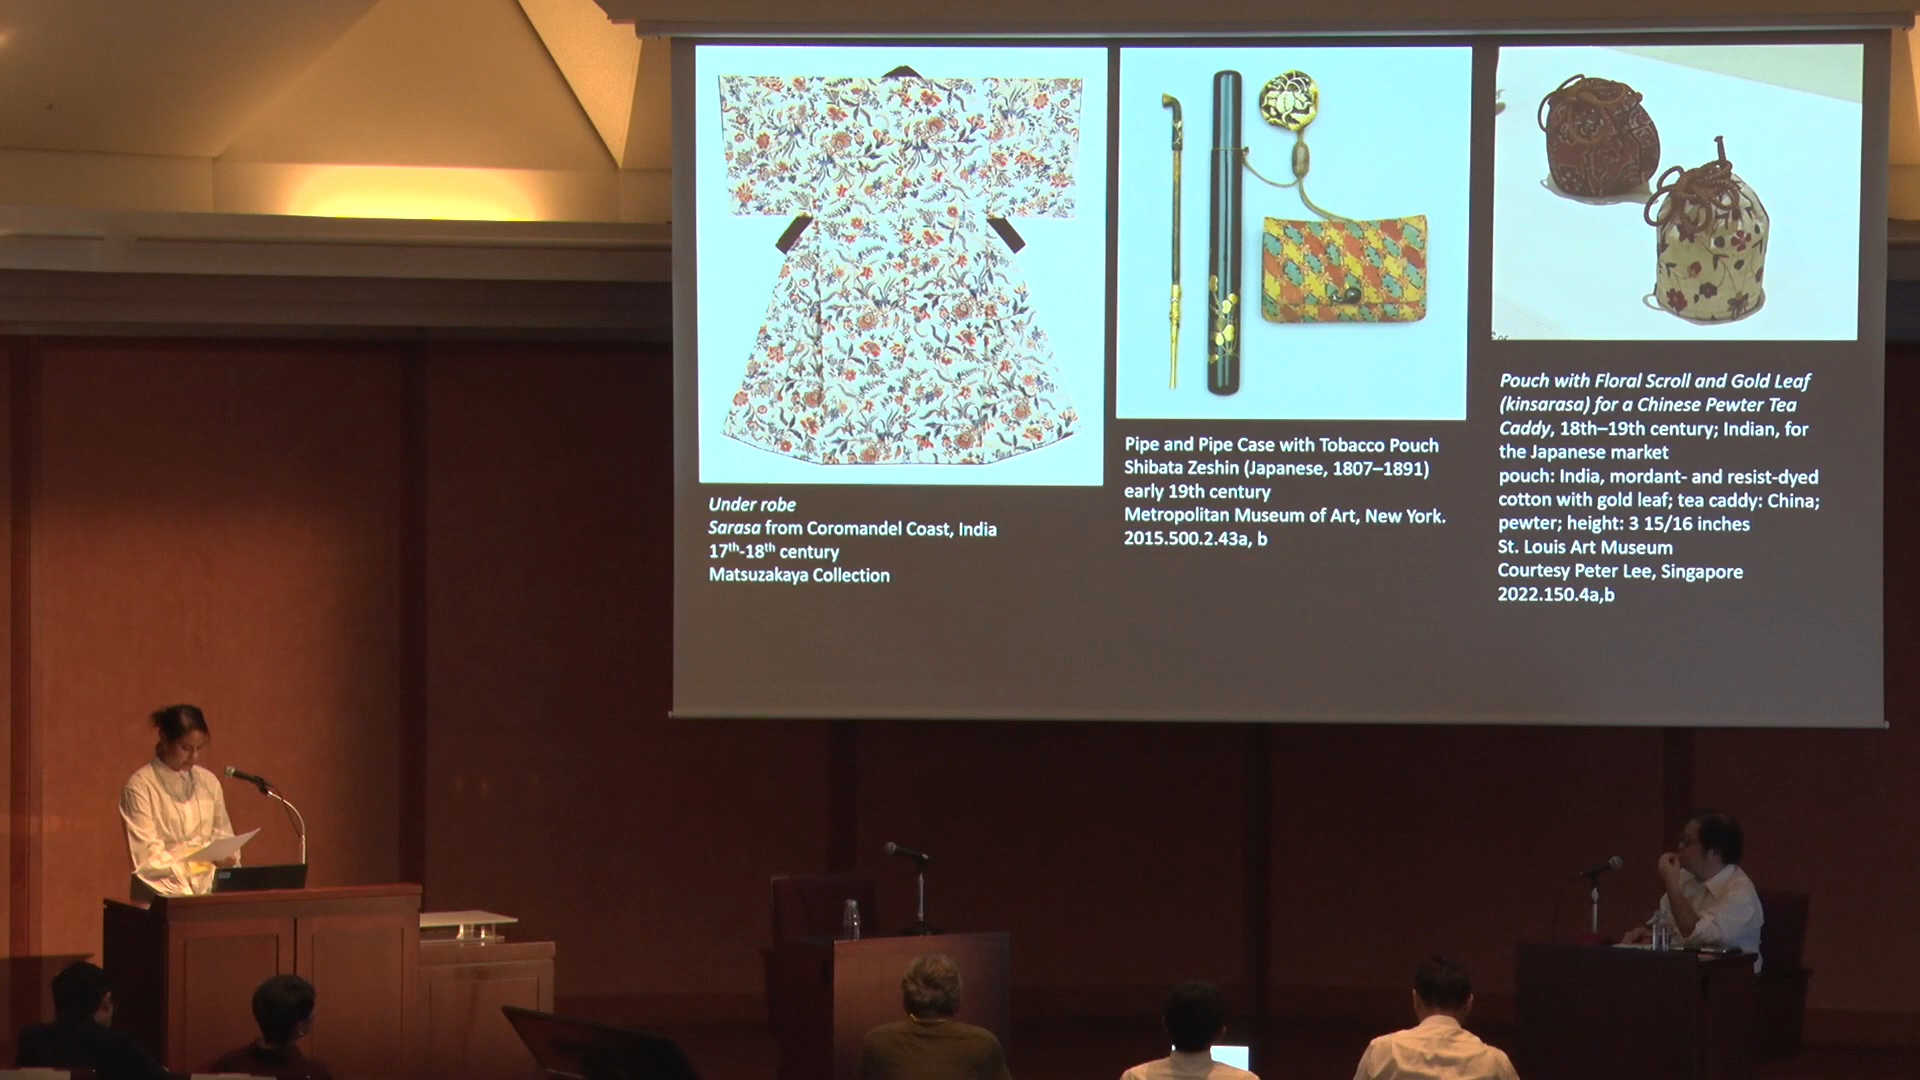 Under robe
Sarasa from Coromandel Coast, India
17th-18th century
Matsuzakaya Collection
Pipe and Pipe Case with Tobacco Pouch
Shibata Zeshin (Japanese, 1807–1891)
early 19th century
Metropolitan Museum of Art, New York.
2015.500.2.43a, b
Pouch with Floral Scroll and Gold Leaf
(kinsarasa) for a Chinese Pewter Tea
Caddy, 18th–19th century; Indian, for
the Japanese market
pouch: India, mordant- and resist-dyed
cotton with gold leaf; tea caddy: China;
pewter; height: 3 15/16 inches
St. Louis Art Museum
Courtesy Peter Lee, Singapore
2022.150.4a,b